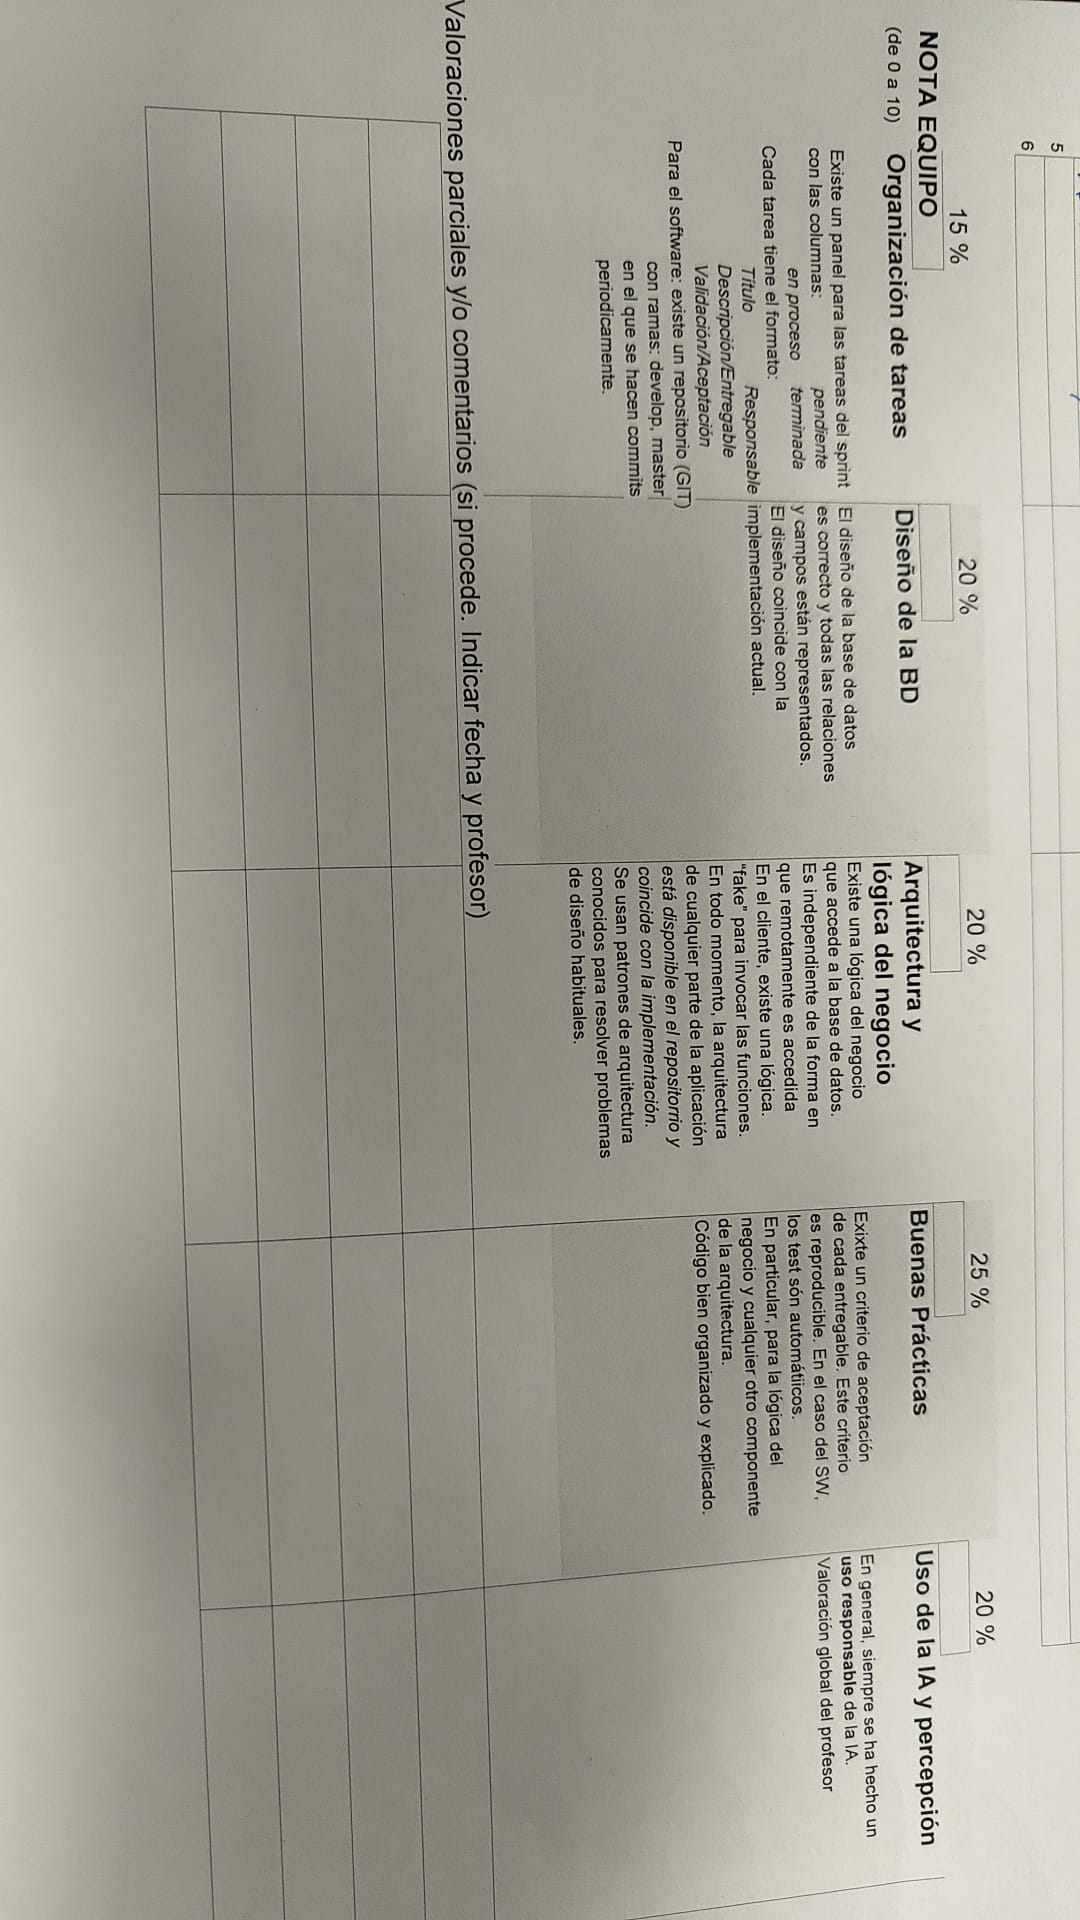 5
6
15 %
20 %
20 %
25 %
20 %
NOTA EQUIPO
(de 0 a 10)
Organización de tareas
Existe un panel para las tareas del sprint
con las columnas: pendiente
en proceso terminada
Cada tarea tiene el formato:
Título Responsable
Descripción/Entregable
Validación/Aceptación
Para el software: existe un repositorio (GIT)
con ramas: develop, master
en el que se hacen commits
periodicamente.
Diseño de la BD
El diseño de la base de datos
es correcto y todas las relaciones
y campos están representados.
El diseño coincide con la
implementación actual.
Arquitectura y
lógica del negocio
Existe una lógica del negocio
que accede a la base de datos.
Es independiente de la forma en
que remotamente es accedida
En el cliente, existe una lógica.
“fake” para invocar las funciones.
En todo momento, la arquitectura
de cualquier parte de la aplicación
está disponible en el repositorrio y
coincide con la implementación.
Se usan patrones de arquitectura
conocidos para resolver problemas
de diseño habituales.
Buenas Prácticas
Exixte un criterio de aceptación
de cada entregable. Este criterio
es reproducible. En el caso del SW,
los test són automátiicos.
En particular, para la lógica del
negocio y cualquier otro componente
de la arquitectura.
Código bien organizado y explicado.
Uso de la IA y percepción
En general, siempre se ha hecho un
uso responsable de la IA.
Valoración global del profesor
Valoraciones parciales y/o comentarios (si procede. Indicar fecha y profesor)